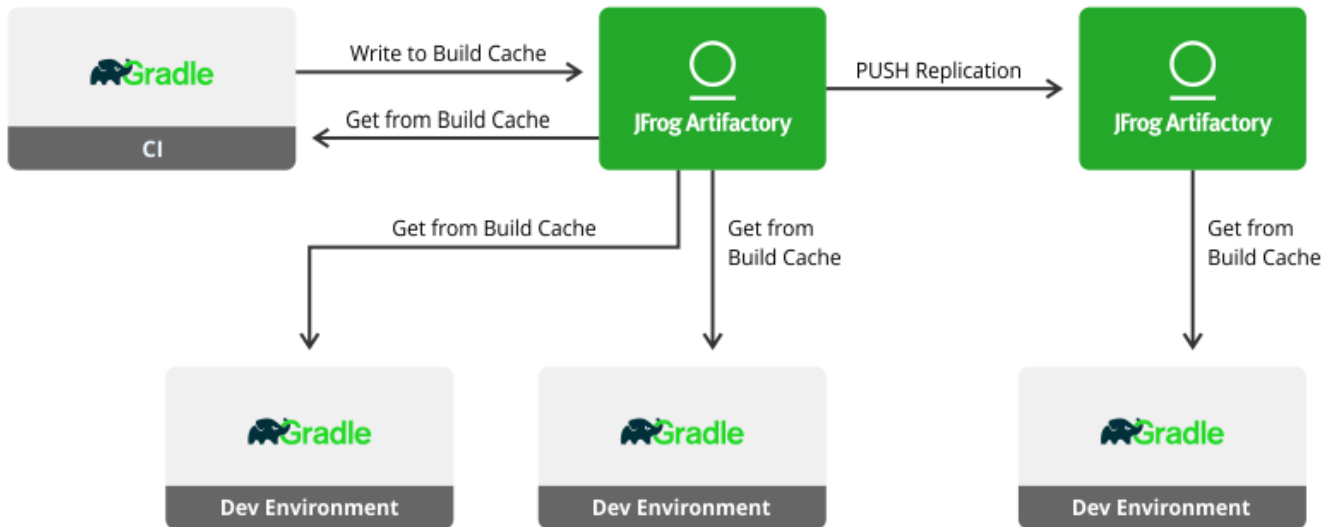 Gradle
CI
Write to Build Cache
Get from Build Cache
JFrog Artifactory
PUSH Replication
JFrog Artifactory
Get from Build Cache
Get from
Build Cache
Get from
Build Cache
Gradle
Dev Environment
Gradle
Dev Environment
Gradle
Dev Environment